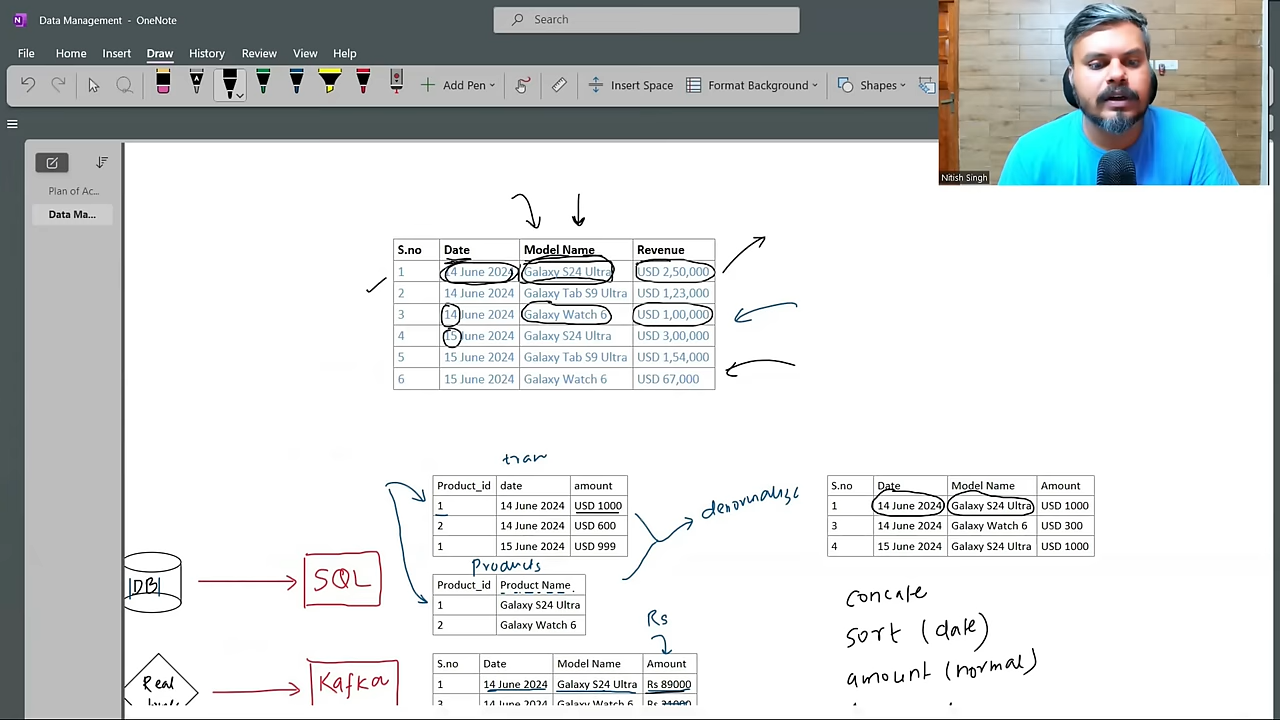 Data Management - OneNote
Search
File Home Insert Draw History Review View Help
Add Pen Insert Space Format Background Shapes
Nitish Singh
Plan of Ac...
Data Ma...
S.no Date Model Name Revenue
1 14 June 2024 Galaxy S24 Ultra USD 2,50,000
2 14 June 2024 Galaxy Tab S9 Ultra USD 1,23,000
3 14 June 2024 Galaxy Watch 6 USD 1,00,000
4 15 June 2024 Galaxy S24 Ultra USD 3,00,000
5 15 June 2024 Galaxy Tab S9 Ultra USD 1,54,000
6 15 June 2024 Galaxy Watch 6 USD 67,000
tran
Product_id date amount
1 14 June 2024 USD 1000
2 14 June 2024 USD 600
1 15 June 2024 USD 999
denormalize
S.no Date Model Name Amount
1 14 June 2024 Galaxy S24 Ultra USD 1000
3 14 June 2024 Galaxy Watch 6 USD 300
4 15 June 2024 Galaxy S24 Ultra USD 1000
Products
Product_id Product Name
1 Galaxy S24 Ultra
2 Galaxy Watch 6
DB
SQL
Rs
S.no Date Model Name Amount
1 14 June 2024 Galaxy S24 Ultra Rs 89000
3 14 June 2024 Galaxy Watch 6 Rs
Real
Kafka
concate
sort (date)
amount (normal)